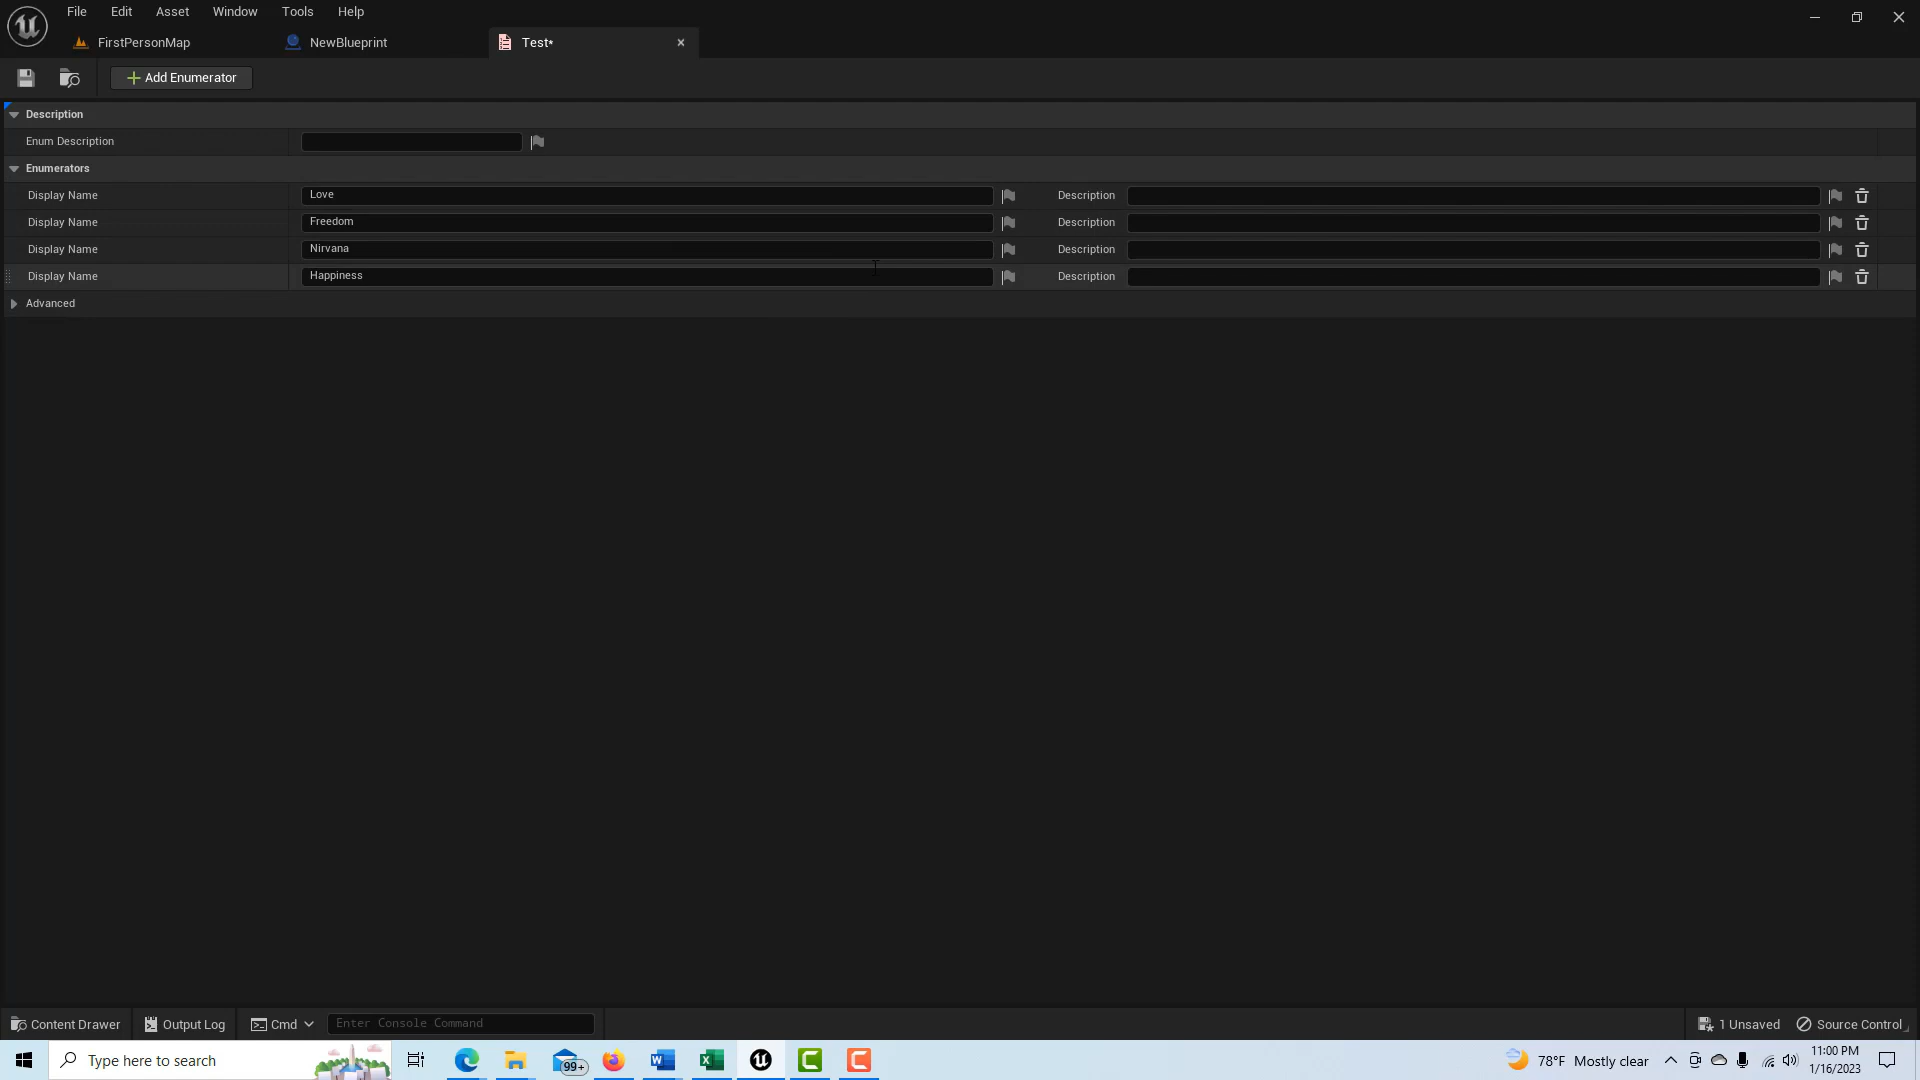 File Edit Asset Window Tools Help
FirstPersonMap NewBlueprint Test*
Add Enumerator
Description
Enum Description
Enumerators
Display Name Love Description
Display Name Freedom Description
Display Name Nirvana Description
Display Name Happiness Description
Advanced
Content Drawer Output Log Cmd Enter Console Command 1 Unsaved Source Control
Type here to search 99+ 78°F Mostly clear 11:00 PM
1/16/2023